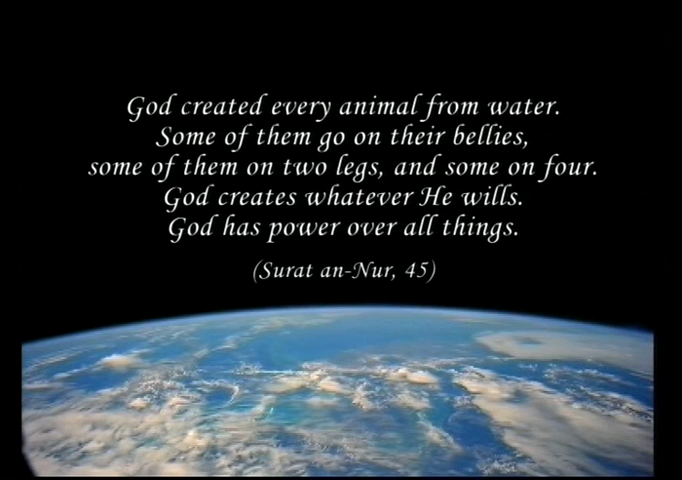 God created every animal from water.
Some of them go on their bellies,
some of them on two legs, and some on four.
God creates whatever He wills.
God has power over all things.
(Surat an-Nur, 45)